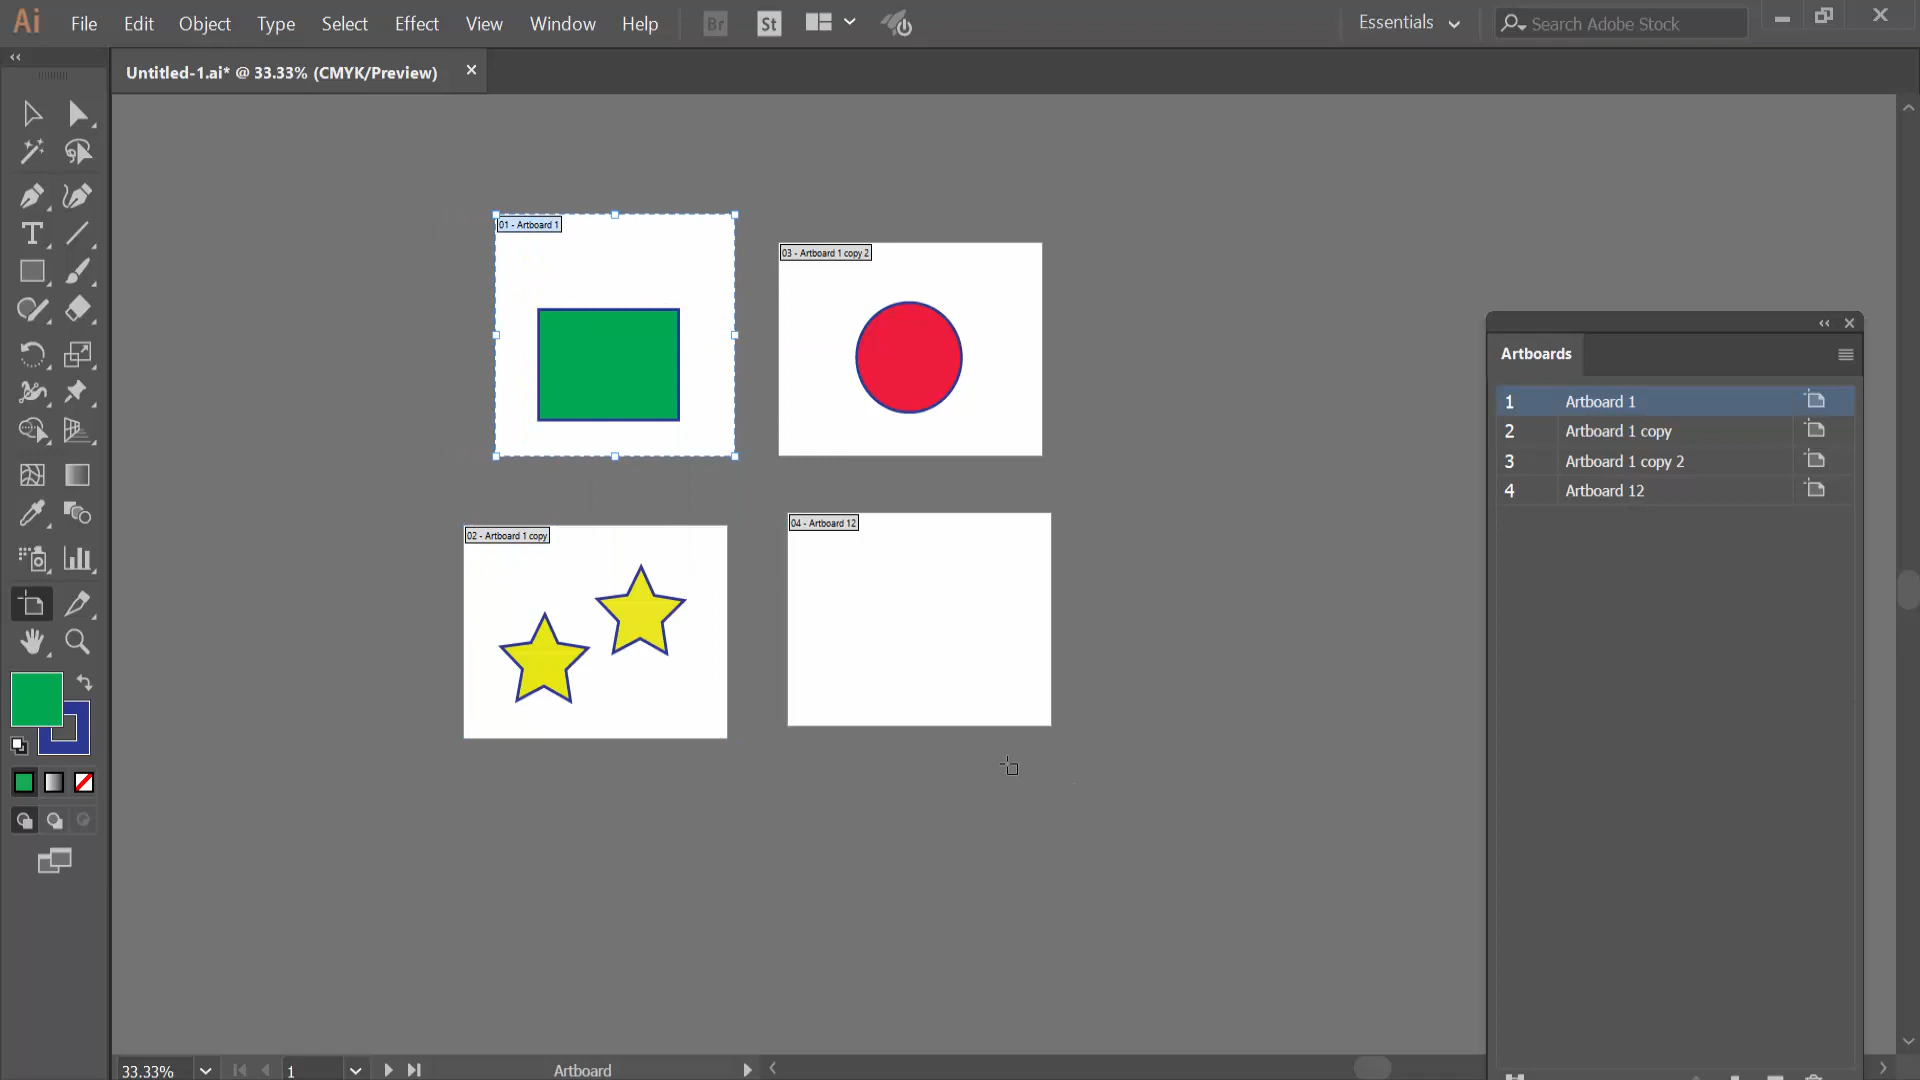 Ai File Edit Object Type Select Effect View Window Help Br St Essentials Search Adobe Stock
Untitled-1.ai* @ 33.33% (CMYK/Preview)
01 - Artboard 1
03 - Artboard 1 copy 2
02 - Artboard 1 copy
04 - Artboard 12
Artboards
1 Artboard 1
2 Artboard 1 copy
3 Artboard 1 copy 2
4 Artboard 12
33.33% 1 Artboard